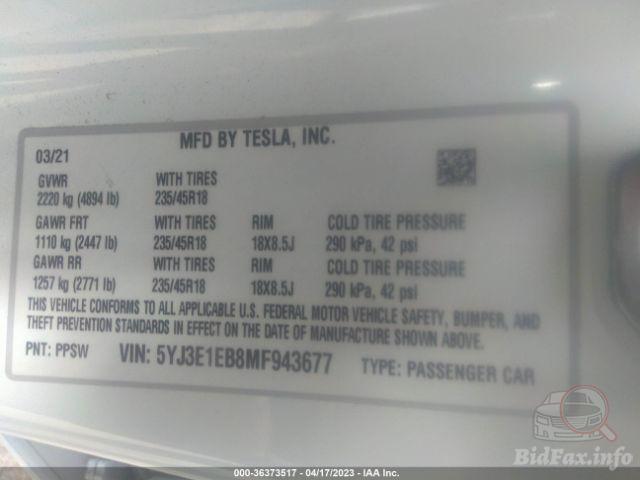 MFD BY TESLA, INC.
03/21
GVWR WITH TIRES
2220 kg (4894 lb) 235/45R18
GAWR FRT WITH TIRES RIM COLD TIRE PRESSURE
1110 kg (2447 lb) 235/45R18 18X8.5J 290 kPa, 42 psi
GAWR RR WITH TIRES RIM COLD TIRE PRESSURE
1257 kg (2771 lb) 235/45R18 18X8.5J 290 kPa, 42 psi
THIS VEHICLE CONFORMS TO ALL APPLICABLE U.S. FEDERAL MOTOR VEHICLE SAFETY, BUMPER, AND
THEFT PREVENTION STANDARDS IN EFFECT ON THE DATE OF MANUFACTURE SHOWN ABOVE.
PNT: PPSW VIN: 5YJ3E1EB8MF943677 TYPE: PASSENGER CAR
BidFax.info
000-36373517 - 04/17/2023 - IAA Inc.